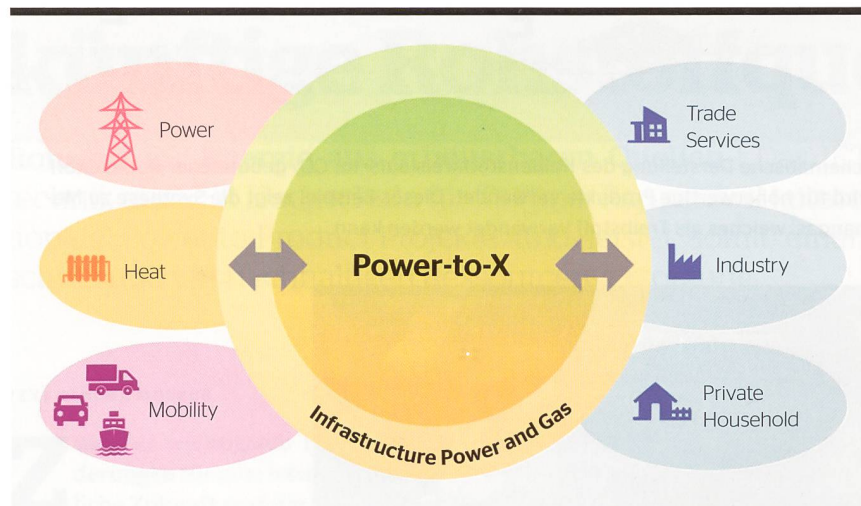 Power
Heat
Mobility
Power-to-X
Infrastructure Power and Gas
Trade
Services
Industry
Private
Household